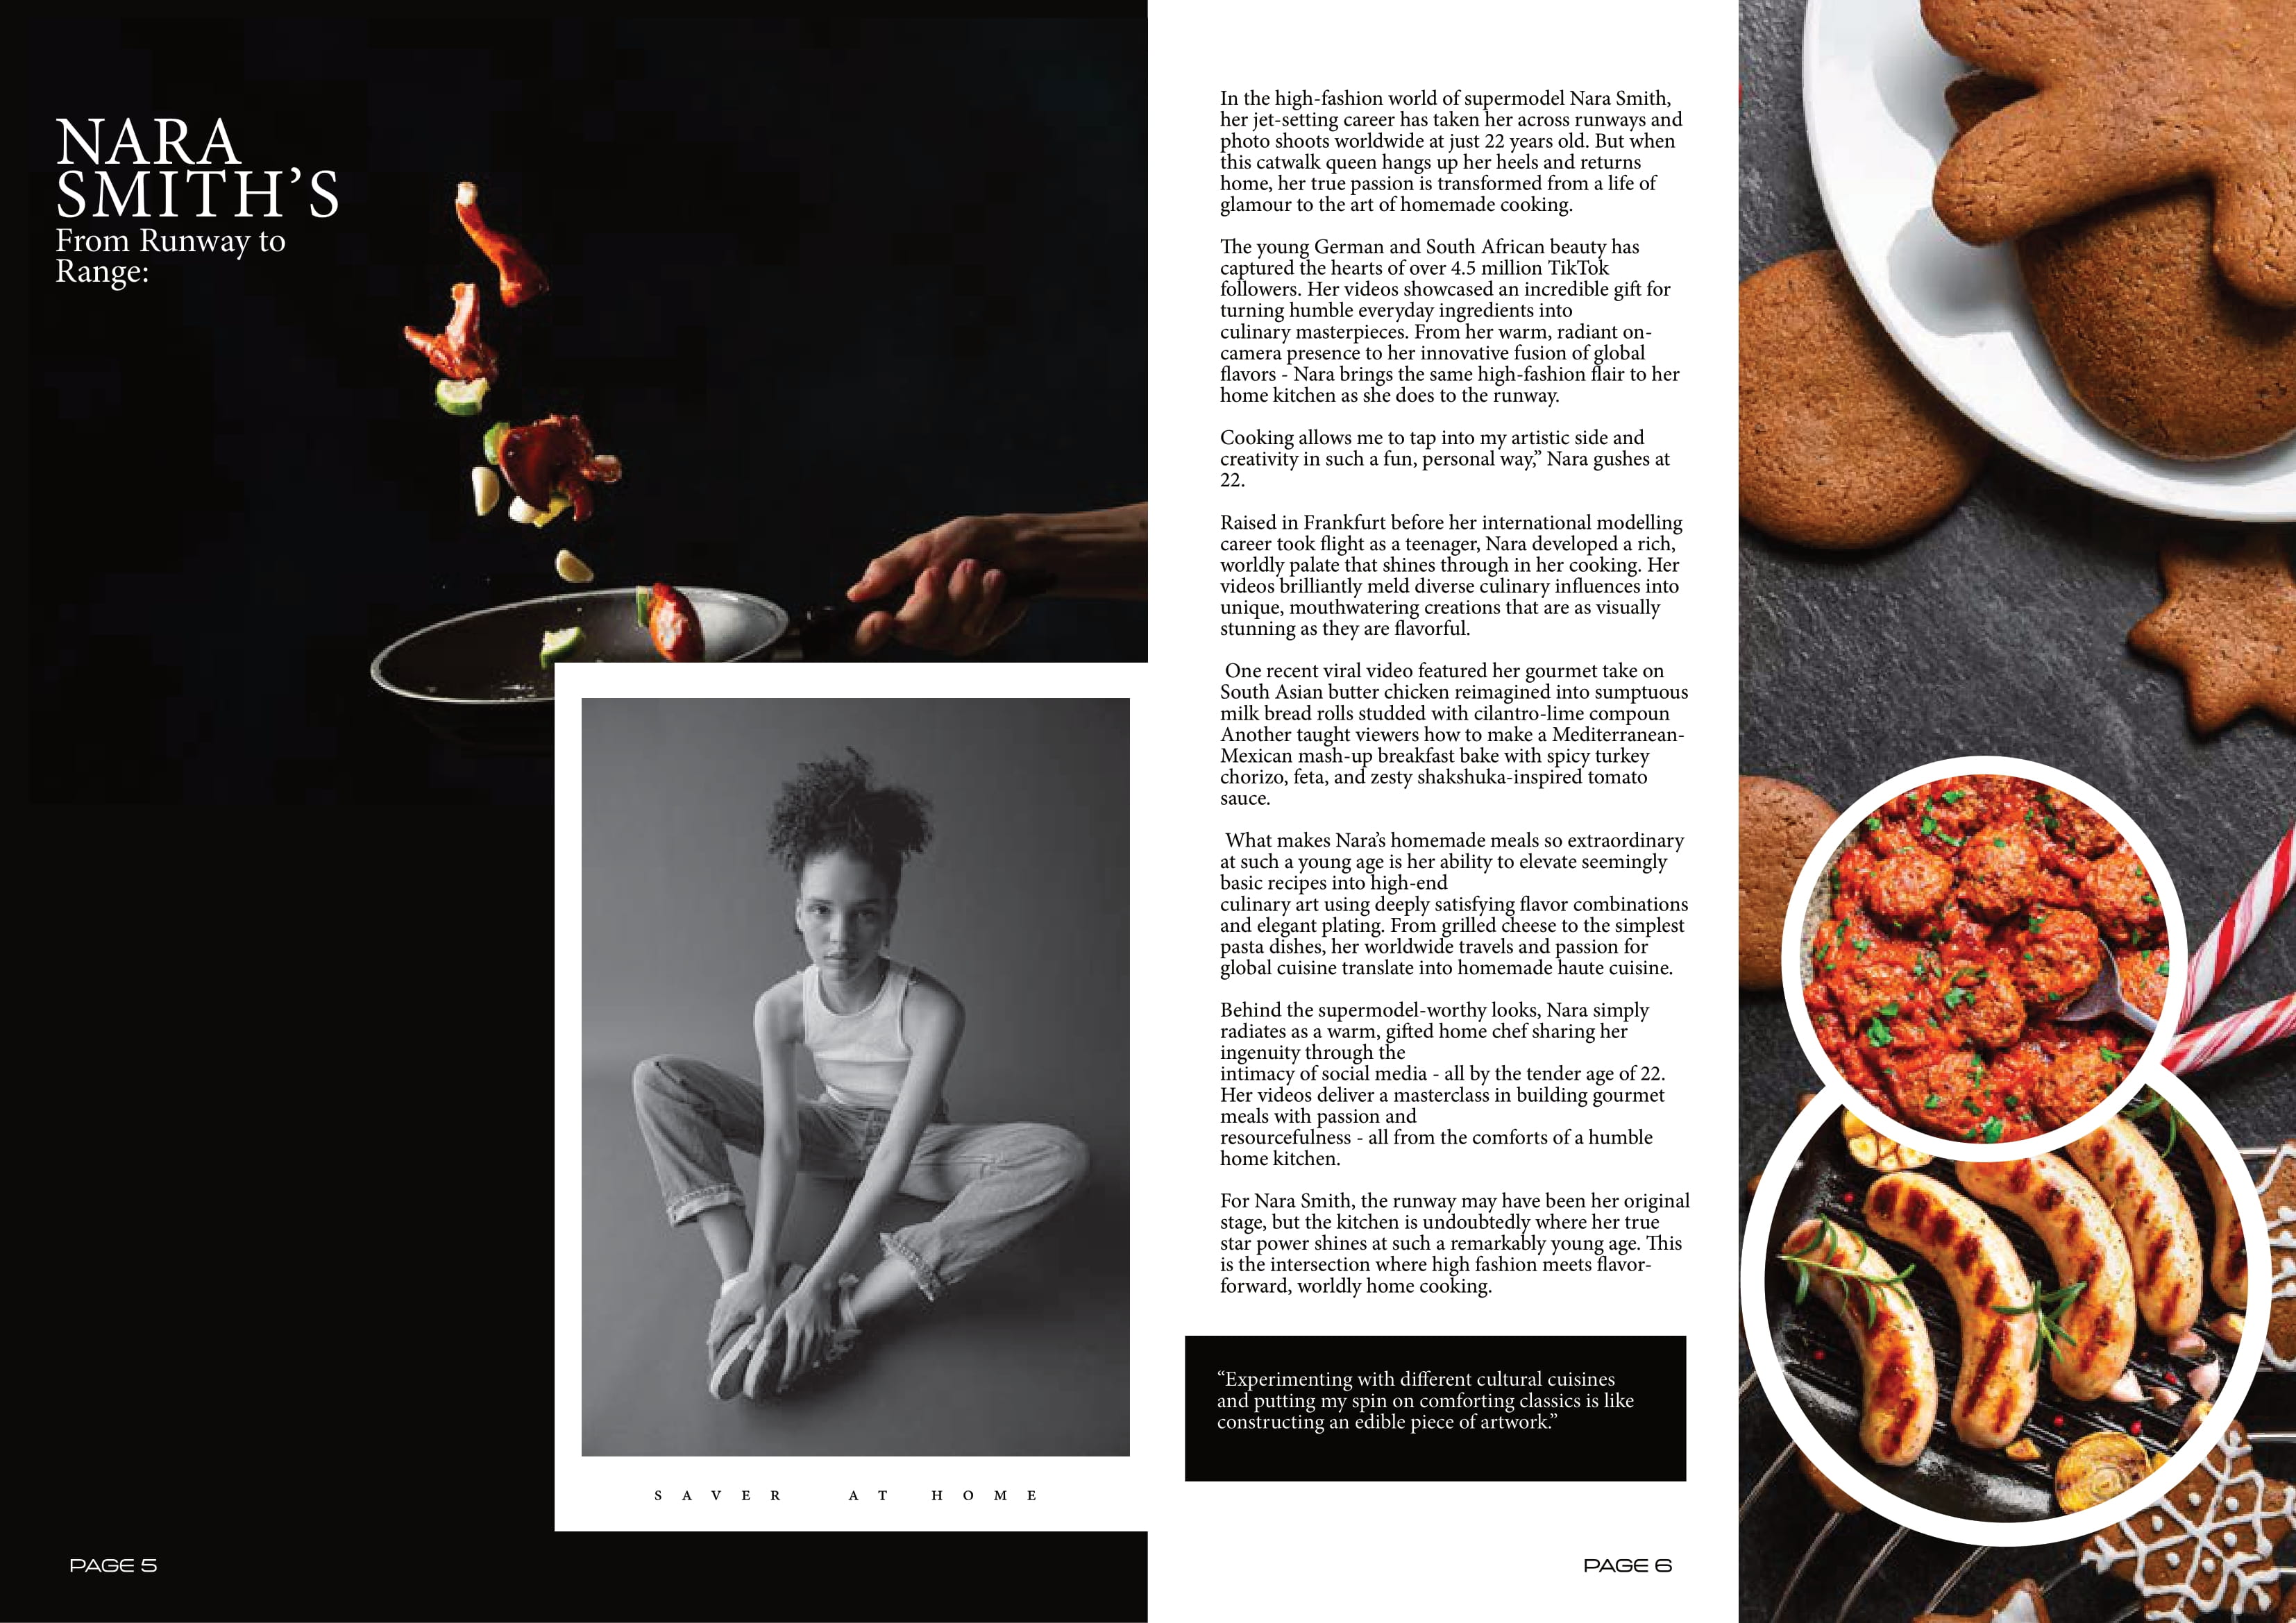 NARA
SMITH’S
From Runway to
Range:
SAVER AT HOME
PAGE 5
In the high-fashion world of supermodel Nara Smith,
her jet-setting career has taken her across runways and
photo shoots worldwide at just 22 years old. But when
this catwalk queen hangs up her heels and returns
home, her true passion is transformed from a life of
glamour to the art of homemade cooking.
The young German and South African beauty has
captured the hearts of over 4.5 million TikTok
followers. Her videos showcased an incredible gift for
turning humble everyday ingredients into
culinary masterpieces. From her warm, radiant on-
camera presence to her innovative fusion of global
flavors - Nara brings the same high-fashion flair to her
home kitchen as she does to the runway.
Cooking allows me to tap into my artistic side and
creativity in such a fun, personal way,” Nara gushes at
22.
Raised in Frankfurt before her international modelling
career took flight as a teenager, Nara developed a rich,
worldly palate that shines through in her cooking. Her
videos brilliantly meld diverse culinary influences into
unique, mouthwatering creations that are as visually
stunning as they are flavorful.
One recent viral video featured her gourmet take on
South Asian butter chicken reimagined into sumptuous
milk bread rolls studded with cilantro-lime compoun
Another taught viewers how to make a Mediterranean-
Mexican mash-up breakfast bake with spicy turkey
chorizo, feta, and zesty shakshuka-inspired tomato
sauce.
What makes Nara’s homemade meals so extraordinary
at such a young age is her ability to elevate seemingly
basic recipes into high-end
culinary art using deeply satisfying flavor combinations
and elegant plating. From grilled cheese to the simplest
pasta dishes, her worldwide travels and passion for
global cuisine translate into homemade haute cuisine.
Behind the supermodel-worthy looks, Nara simply
radiates as a warm, gifted home chef sharing her
ingenuity through the
intimacy of social media - all by the tender age of 22.
Her videos deliver a masterclass in building gourmet
meals with passion and
resourcefulness - all from the comforts of a humble
home kitchen.
For Nara Smith, the runway may have been her original
stage, but the kitchen is undoubtedly where her true
star power shines at such a remarkably young age. This
is the intersection where high fashion meets flavor-
forward, worldly home cooking.
“Experimenting with different cultural cuisines
and putting my spin on comforting classics is like
constructing an edible piece of artwork.”
PAGE 6